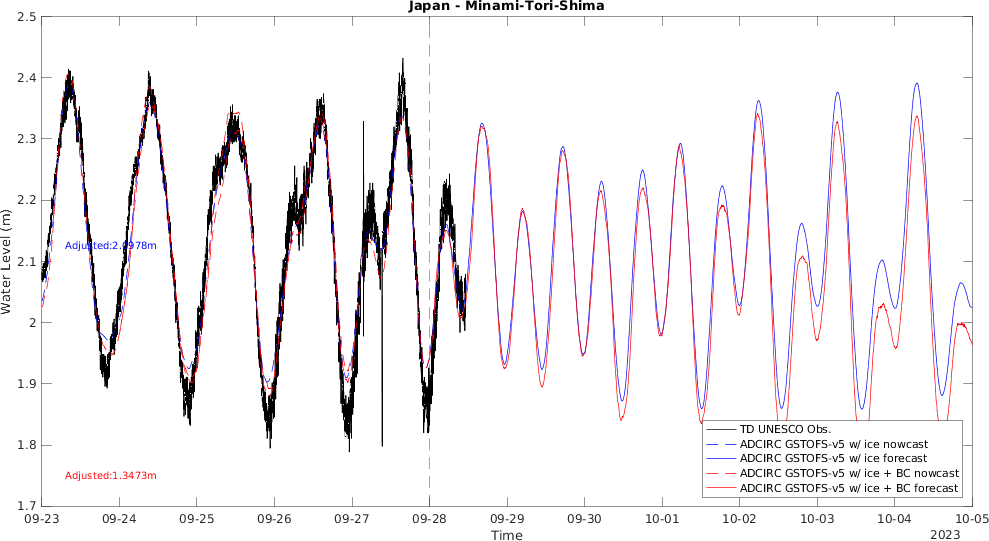 Japan - Minami-Tori-Shima
2.5
2.4
2.3
2.2
2.1
2
1.9
1.8
1.7
Water Level (m)
Adjusted:2.0978m
Adjusted:1.3473m
TD UNESCO Obs.
ADCIRC GSTOFS-v5 w/ ice nowcast
ADCIRC GSTOFS-v5 w/ ice forecast
ADCIRC GSTOFS-v5 w/ ice + BC nowcast
ADCIRC GSTOFS-v5 w/ ice + BC forecast
09-23 09-24 09-25 09-26 09-27 09-28 09-29 09-30 10-01 10-02 10-03 10-04 10-05
Time
2023